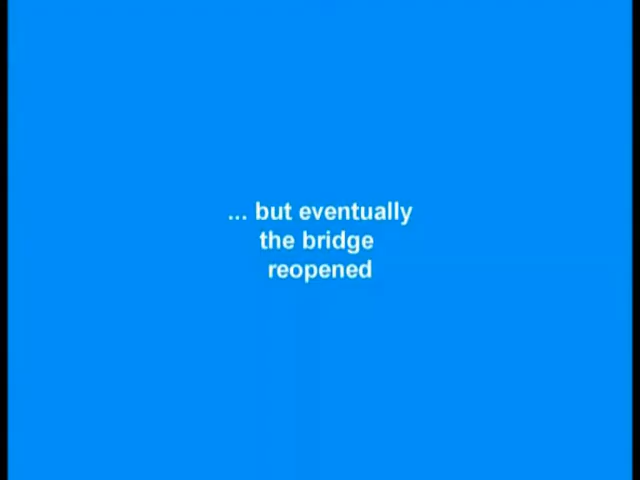 ... but eventually
the bridge
reopened